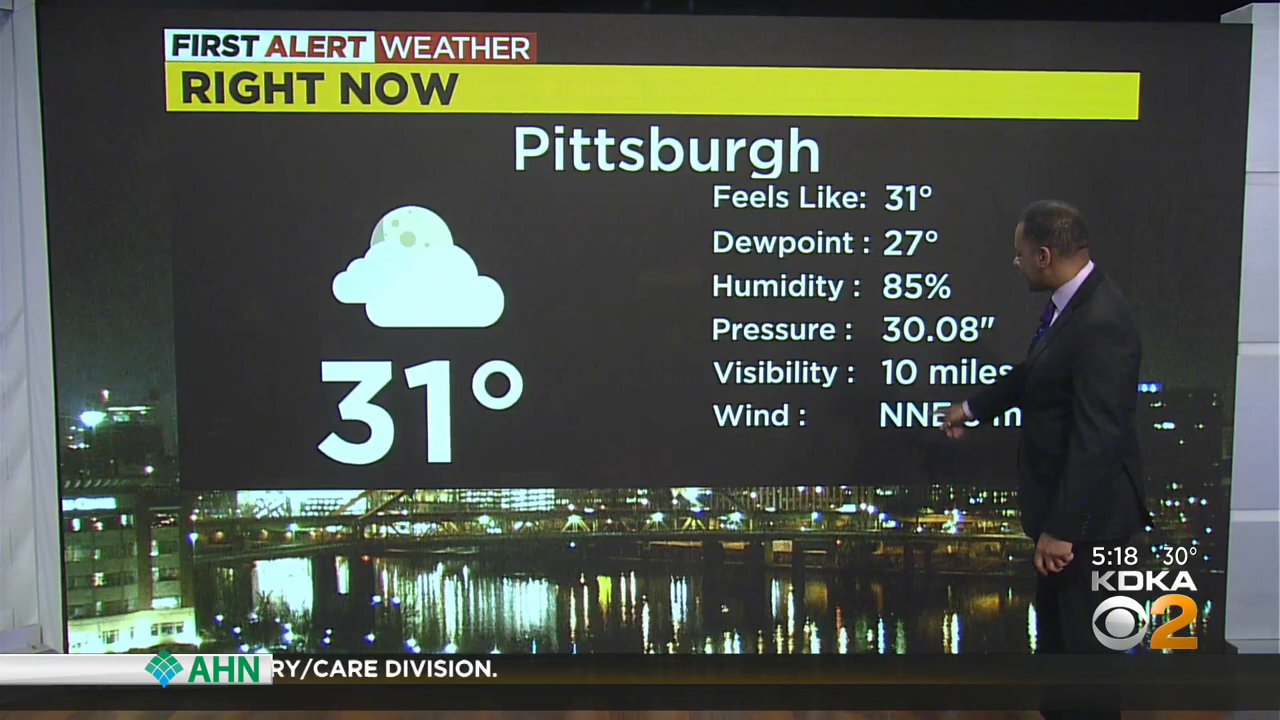 FIRST ALERT WEATHER
RIGHT NOW
Pittsburgh
31°
Feels Like: 31°
Dewpoint : 27°
Humidity : 85%
Pressure : 30.08"
Visibility : 10 miles
Wind : NNE
5:18 30°
KDKA
2
AHN RY/CARE DIVISION.